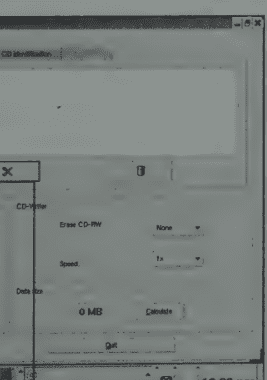 CD Identification
CD-Writer
Erase CD-RW
None
Speed:
1x
Data size
0 MB
Calculate
Quit